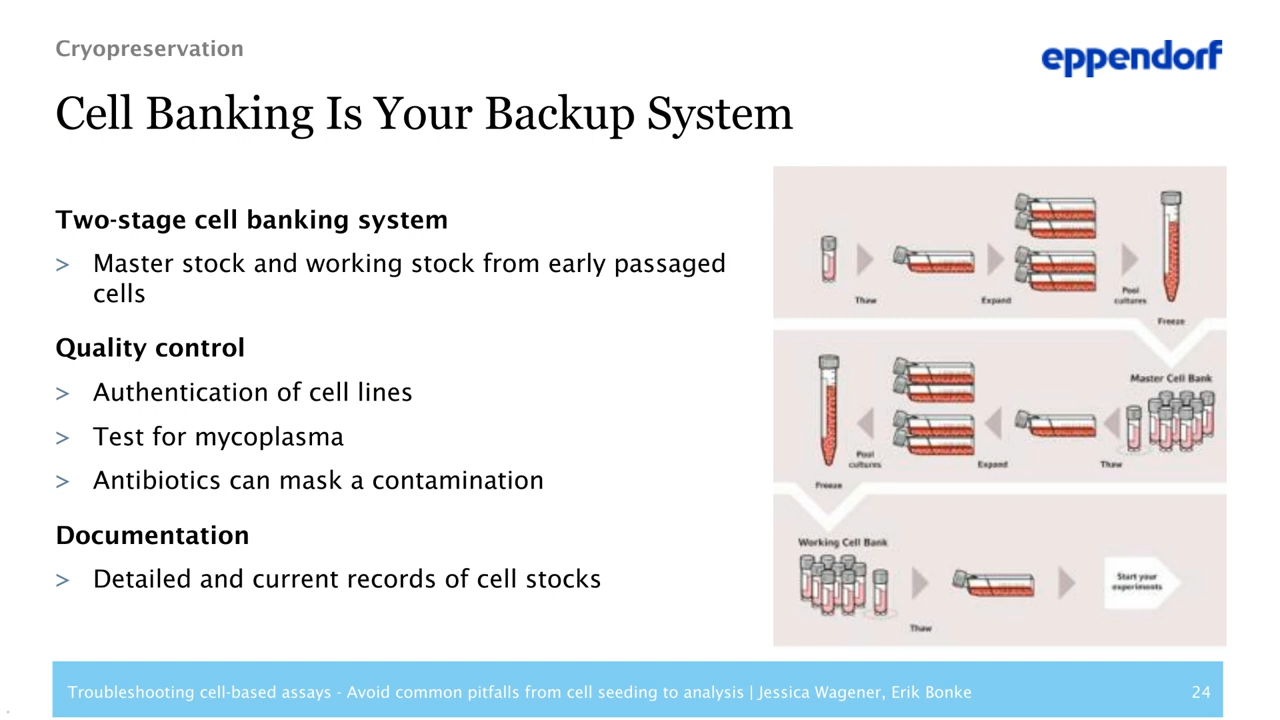 Cryopreservation
eppendorf
Cell Banking Is Your Backup System
Two-stage cell banking system
> Master stock and working stock from early passaged
cells
Quality control
> Authentication of cell lines
> Test for mycoplasma
> Antibiotics can mask a contamination
Documentation
> Detailed and current records of cell stocks
Thaw
Expand
Pool
cultures
Freeze
Master Cell Bank
Pool
cultures
Expand
Thaw
Freeze
Working Cell Bank
Start your
experiments
Thaw
Troubleshooting cell-based assays - Avoid common pitfalls from cell seeding to analysis | Jessica Wagener, Erik Bonke
24